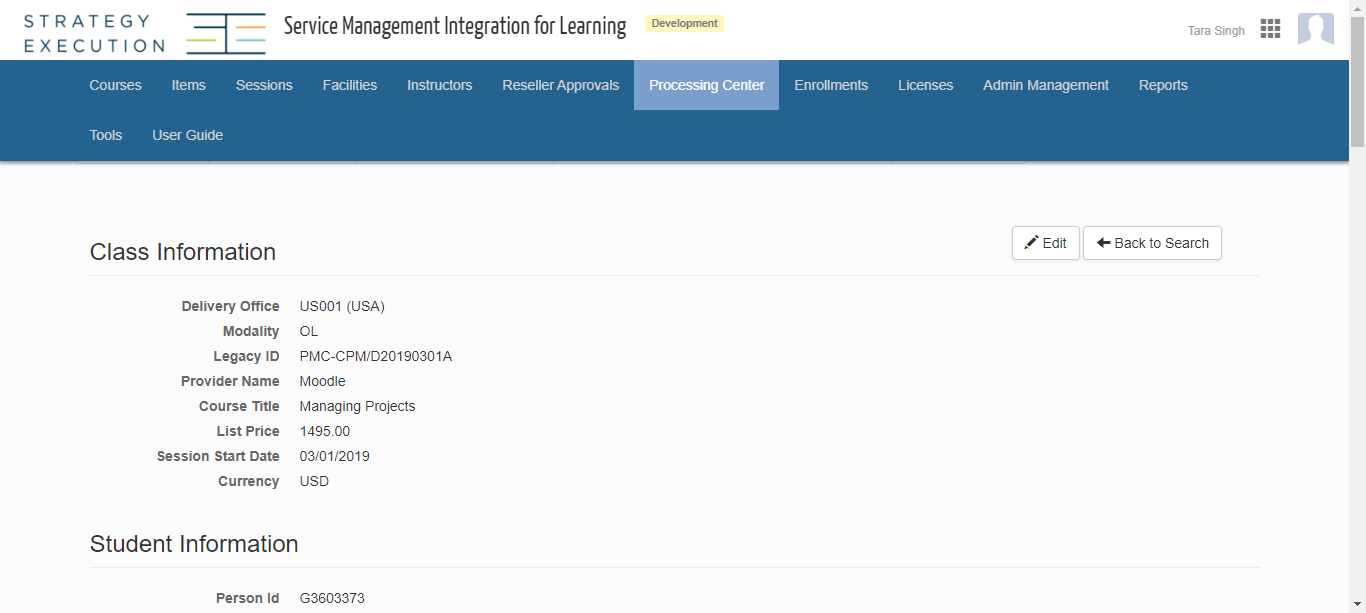 STRATEGY
EXECUTION
Service Management Integration for Learning
Development
Tara Singh
Courses Items Sessions Facilities Instructors Reseller Approvals Processing Center Enrollments Licenses Admin Management Reports
Tools User Guide
Class Information
Edit Back to Search
Delivery Office US001 (USA)
Modality OL
Legacy ID PMC-CPM/D20190301A
Provider Name Moodle
Course Title Managing Projects
List Price 1495.00
Session Start Date 03/01/2019
Currency USD
Student Information
Person Id G3603373